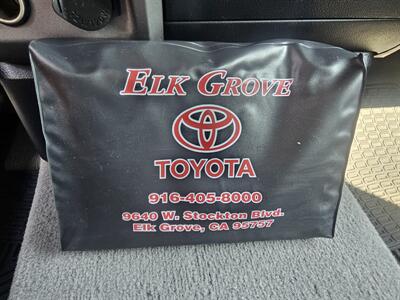 ELK GROVE
TOYOTA
916-405-8000
9640 W. Stockton Blvd.
Elk Grove, CA 95757